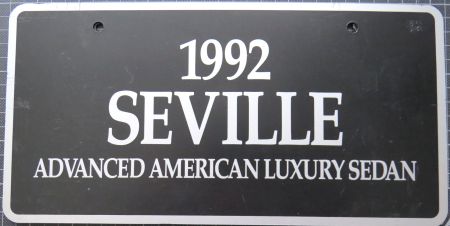 1992
SEVILLE
ADVANCED AMERICAN LUXURY SEDAN